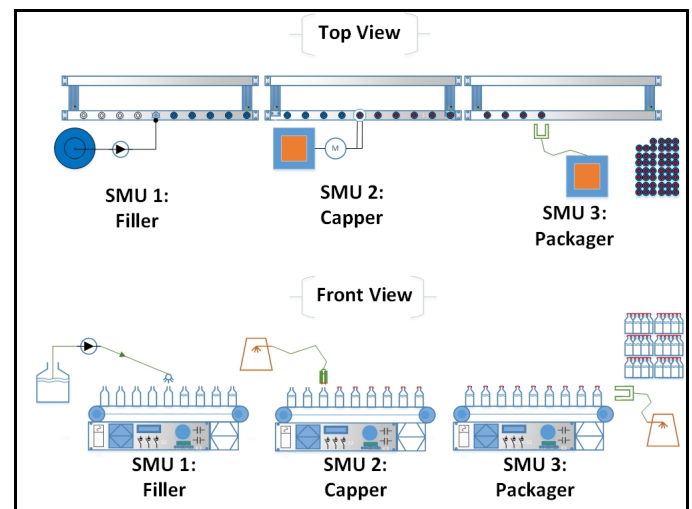 Top View
M
SMU 1:
Filler
SMU 2:
Capper
SMU 3:
Packager
Front View
SMU 1:
Filler
SMU 2:
Capper
SMU 3:
Packager